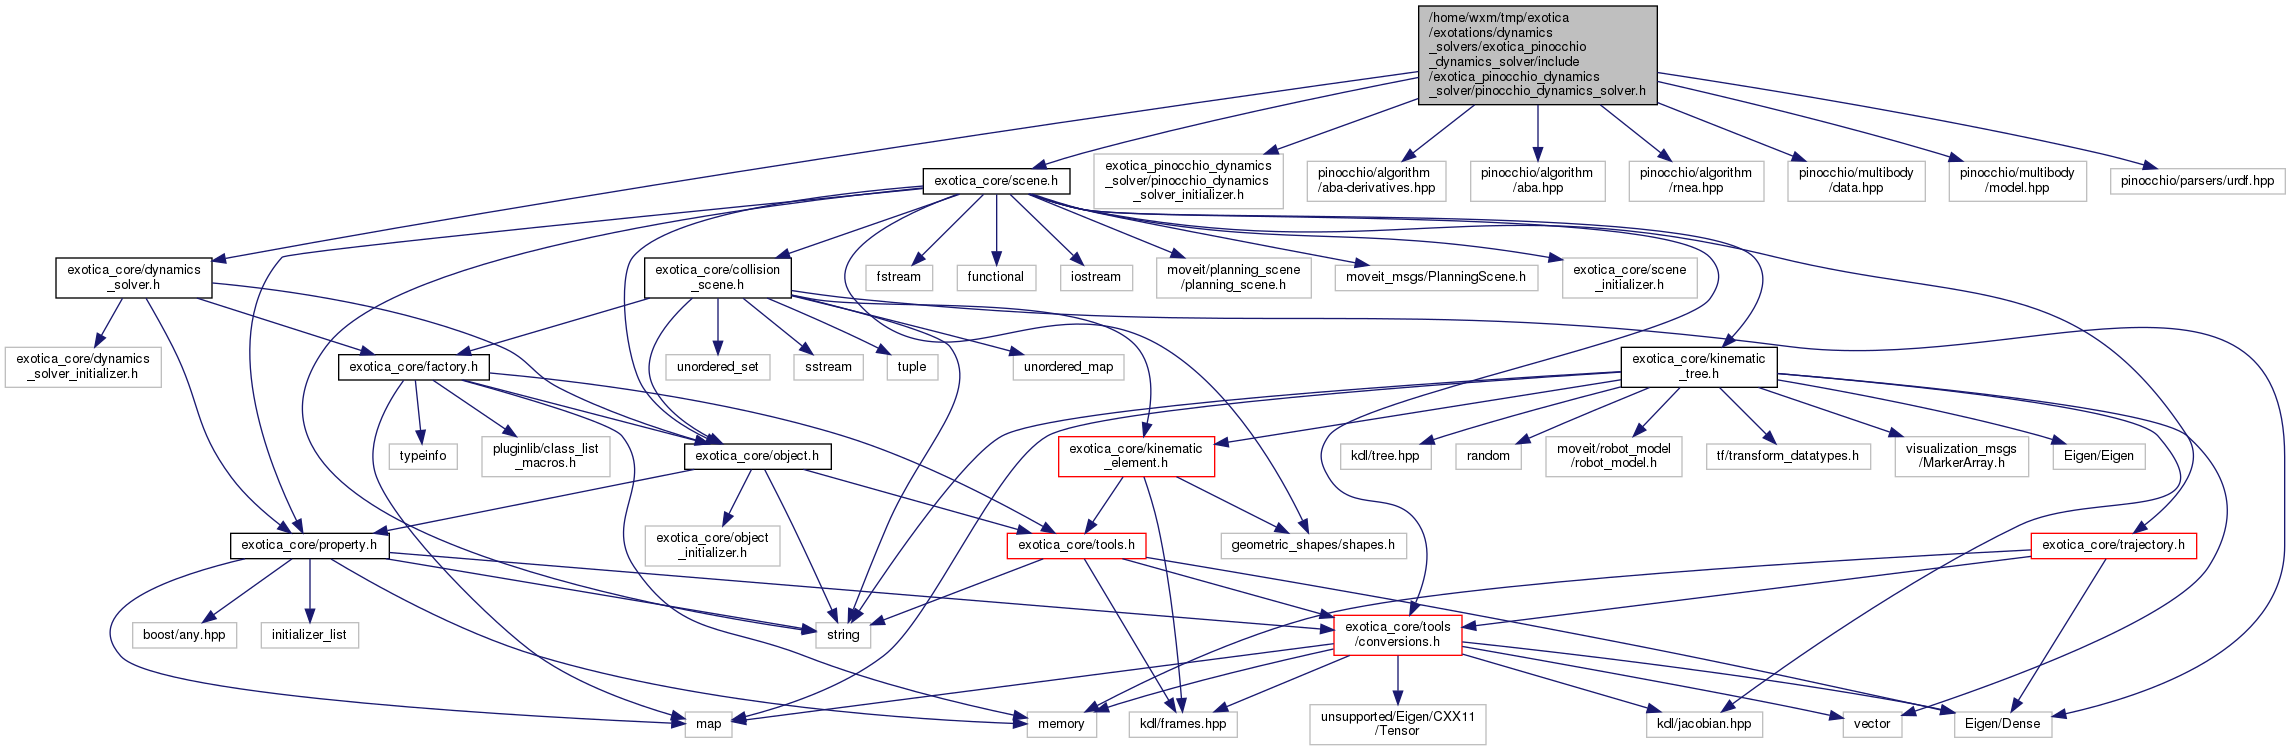 /home/wxm/tmp/exotica
/exotations/dynamics
_solvers/exotica_pinocchio
_dynamics_solver/include
/exotica_pinocchio_dynamics
_solver/pinocchio_dynamics_solver.h
exotica_core/scene.h
exotica_pinocchio_dynamics
_solver/pinocchio_dynamics
_solver_initializer.h
pinocchio/algorithm
/aba-derivatives.hpp
pinocchio/algorithm
/aba.hpp
pinocchio/algorithm
/rnea.hpp
pinocchio/multibody
/data.hpp
pinocchio/multibody
/model.hpp
pinocchio/parsers/urdf.hpp
exotica_core/dynamics
_solver.h
exotica_core/collision
_scene.h
fstream
functional
iostream
moveit/planning_scene
/planning_scene.h
moveit_msgs/PlanningScene.h
exotica_core/scene
_initializer.h
exotica_core/dynamics
_solver_initializer.h
exotica_core/factory.h
unordered_set
sstream
tuple
unordered_map
exotica_core/kinematic
_tree.h
typeinfo
pluginlib/class_list
_macros.h
exotica_core/object.h
exotica_core/kinematic
_element.h
kdl/tree.hpp
random
moveit/robot_model
/robot_model.h
tf/transform_datatypes.h
visualization_msgs
/MarkerArray.h
Eigen/Eigen
exotica_core/property.h
exotica_core/object
_initializer.h
exotica_core/tools.h
geometric_shapes/shapes.h
exotica_core/trajectory.h
boost/any.hpp
initializer_list
string
exotica_core/tools
/conversions.h
map
memory
kdl/frames.hpp
unsupported/Eigen/CXX11
/Tensor
kdl/jacobian.hpp
vector
Eigen/Dense